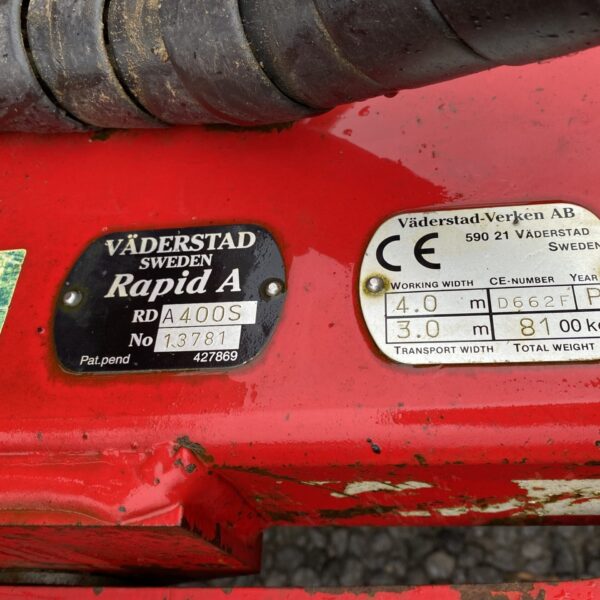 VÄDERSTAD
SWEDEN
Rapid A
RD A400S
No 13781
Pat.pend 427869
Väderstad-Verken AB
CE 590 21 VÄDERSTAD
SWEDEN
WORKING WIDTH CE-NUMBER YEAR
4.0 m D662F P
3.0 m 8100 kg
TRANSPORT WIDTH TOTAL WEIGHT